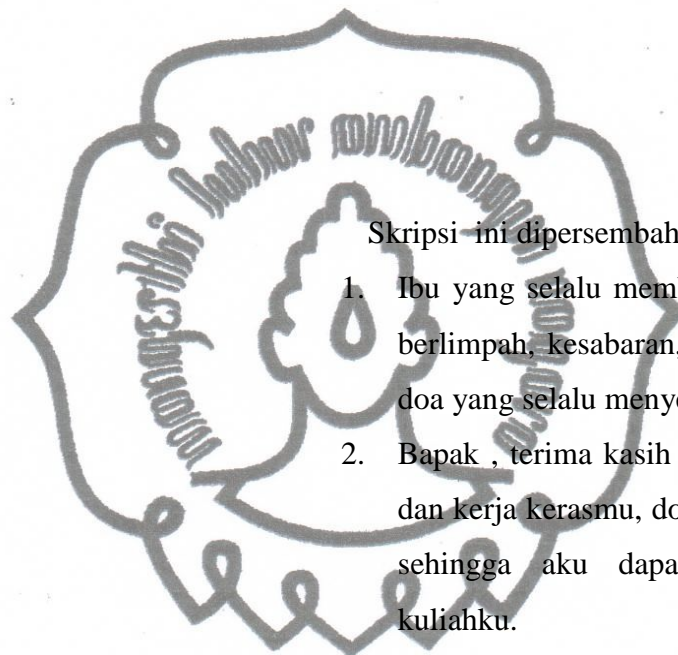 Skripsi ini dipersembah
1. Ibu yang selalu mem
berlimpah, kesabaran,
doa yang selalu menye
2. Bapak , terima kasih
dan kerja kerasmu, do
sehingga aku dapa
kuliahku.